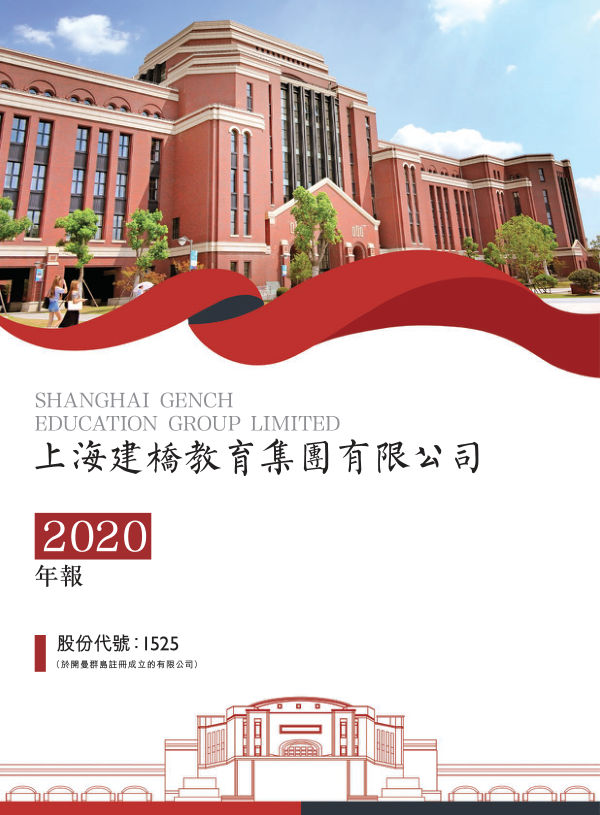 SHANGHAI GENCH
EDUCATION GROUP LIMITED
上海建橋教育集團有限公司
2020
年報
股份代號：1525
（於開曼群島註冊成立的有限公司）